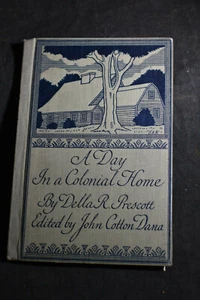 A Day
In a Colonial Home
By Della R. Prescott
Edited by John Cotton Dana